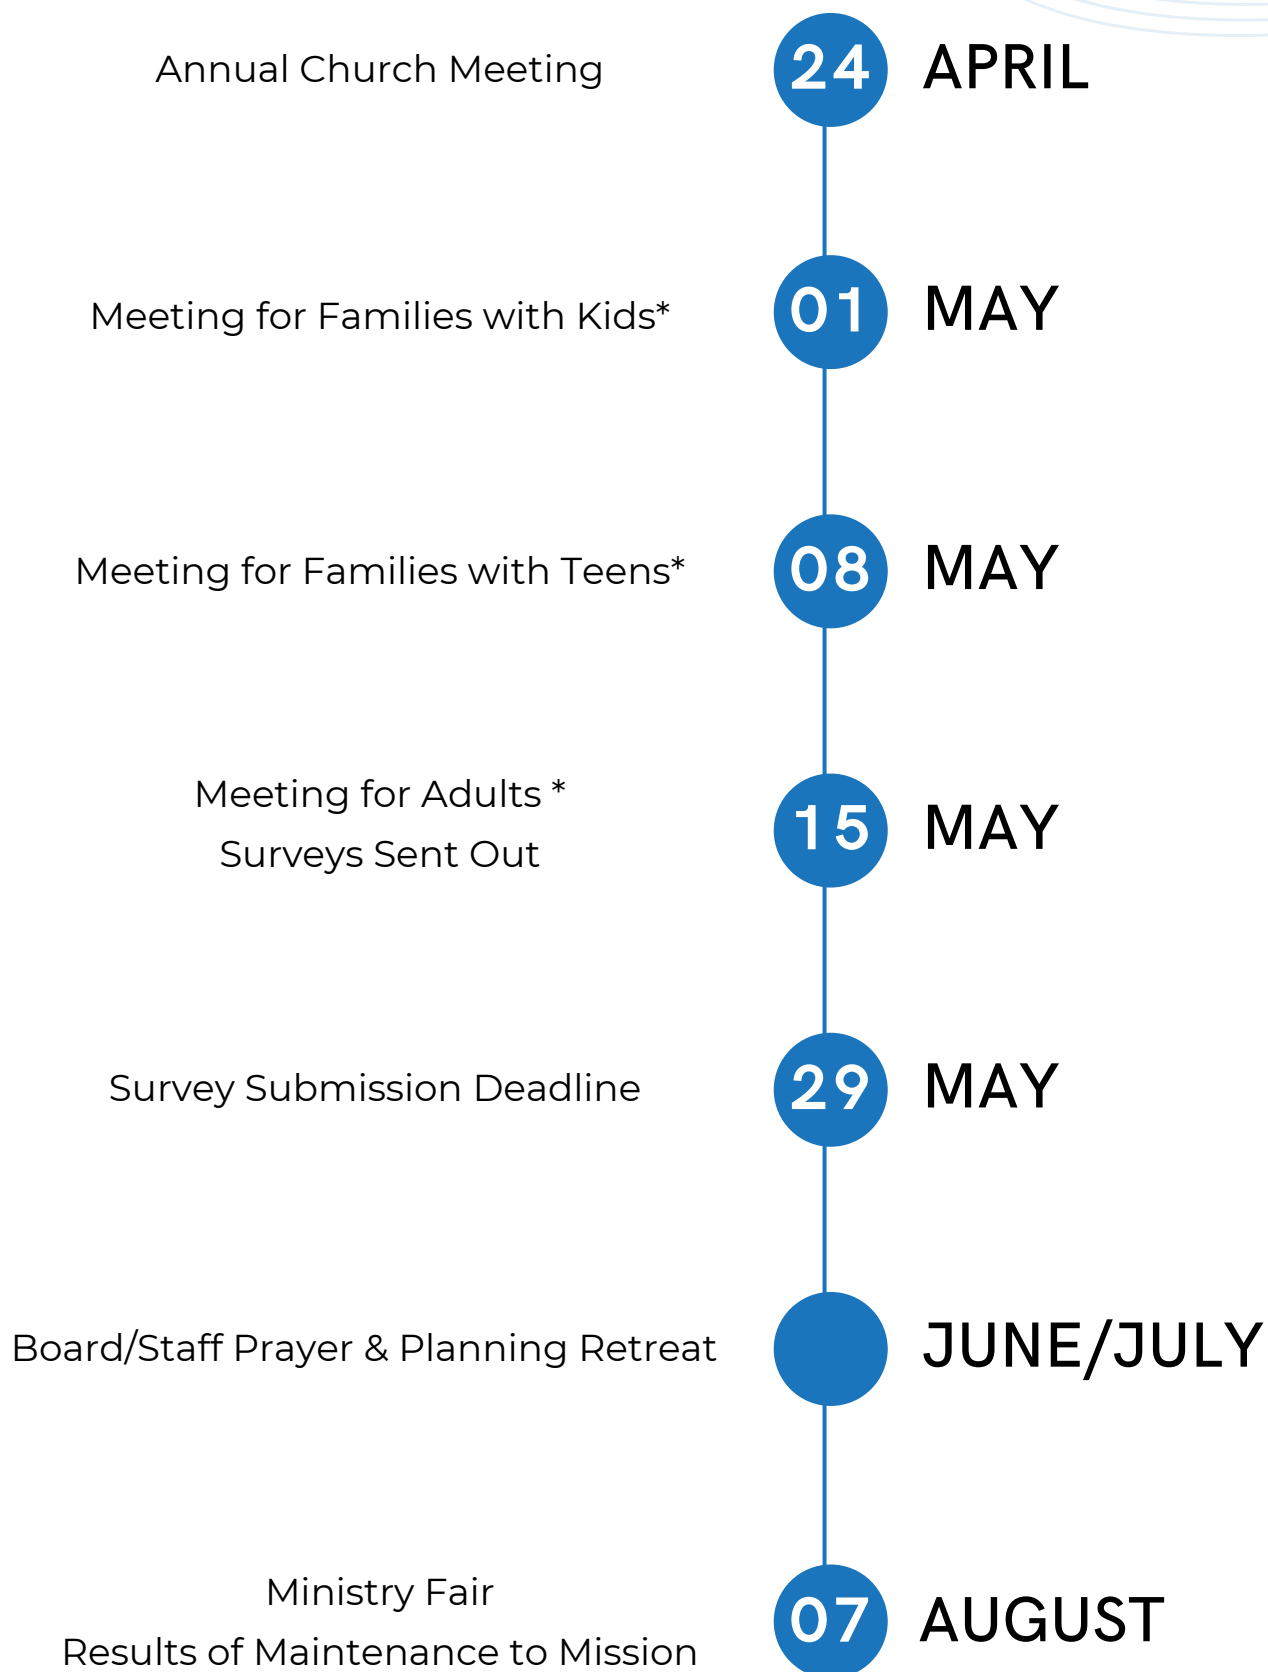 Annual Church Meeting
24 APRIL
Meeting for Families with Kids*
01 MAY
Meeting for Families with Teens*
08 MAY
Meeting for Adults *
Surveys Sent Out
15 MAY
Survey Submission Deadline
29 MAY
Board/Staff Prayer & Planning Retreat
JUNE/JULY
Ministry Fair
Results of Maintenance to Mission
07 AUGUST